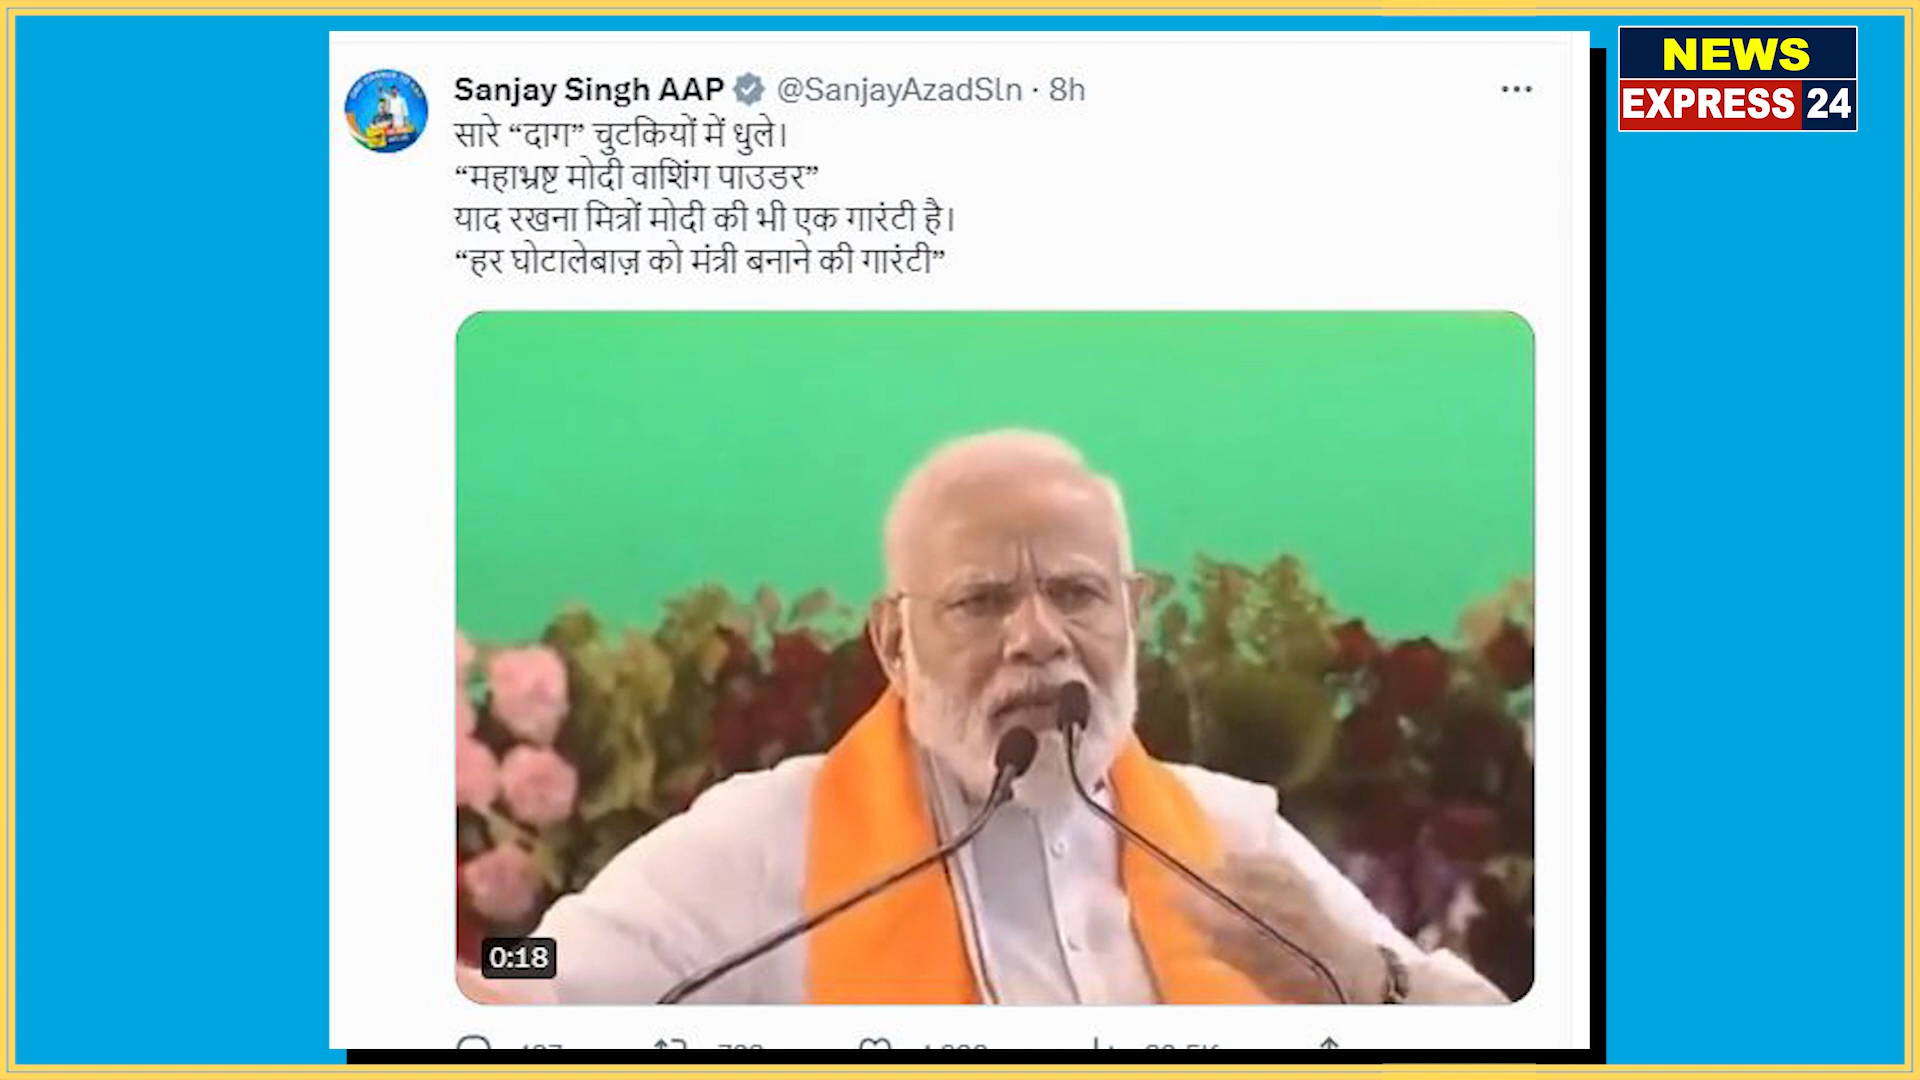 Sanjay Singh AAP @SanjayAzadSln · 8h
NEWS
EXPRESS 24
सारे “दाग” चुटकियों में धुले।
“महाभ्रष्ट मोदी वाशिंग पाउडर”
याद रखना मित्रों मोदी की भी एक गारंटी है।
“हर घोटालेबाज़ को मंत्री बनाने की गारंटी”
0:18